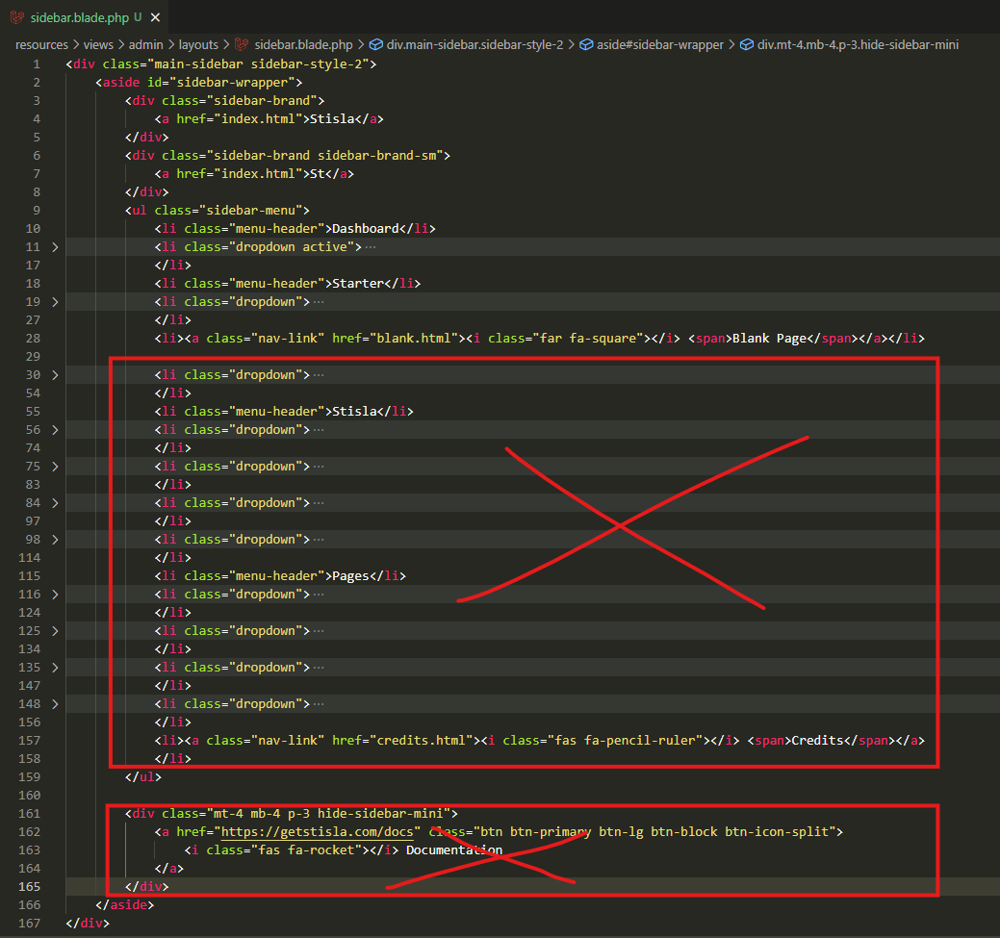 sidebar.blade.php U ×
resources > views > admin > layouts > sidebar.blade.php > div.main-sidebar.sidebar-style-2 > aside#sidebar-wrapper > div.mt-4.mb-4.p-3.hide-sidebar-mini
1 <div class="main-sidebar sidebar-style-2">
2 <aside id="sidebar-wrapper">
3 <div class="sidebar-brand">
4 <a href="index.html">Stisla</a>
5 </div>
6 <div class="sidebar-brand sidebar-brand-sm">
7 <a href="index.html">St</a>
8 </div>
9 <ul class="sidebar-menu">
10 <li class="menu-header">Dashboard</li>
11 > <li class="dropdown active">...
17 </li>
18 <li class="menu-header">Starter</li>
19 > <li class="dropdown">...
27 </li>
28 <li><a class="nav-link" href="blank.html"><i class="far fa-square"></i> <span>Blank Page</span></a></li>
29
30 > <li class="dropdown">...
54 </li>
55 <li class="menu-header">Stisla</li>
56 > <li class="dropdown">...
74 </li>
75 > <li class="dropdown">...
83 </li>
84 > <li class="dropdown">...
97 </li>
98 > <li class="dropdown">...
114 </li>
115 <li class="menu-header">Pages</li>
116 > <li class="dropdown">...
124 </li>
125 > <li class="dropdown">...
134 </li>
135 > <li class="dropdown">...
147 </li>
148 > <li class="dropdown">...
156 </li>
157 <li><a class="nav-link" href="credits.html"><i class="fas fa-pencil-ruler"></i> <span>Credits</span></a>
158 </li>
159 </ul>
160
161 <div class="mt-4 mb-4 p-3 hide-sidebar-mini">
162 <a href="https://getstisla.com/docs" class="btn btn-primary btn-lg btn-block btn-icon-split">
163 <i class="fas fa-rocket"></i> Documentation
164 </a>
165 </div>
166 </aside>
167 </div>